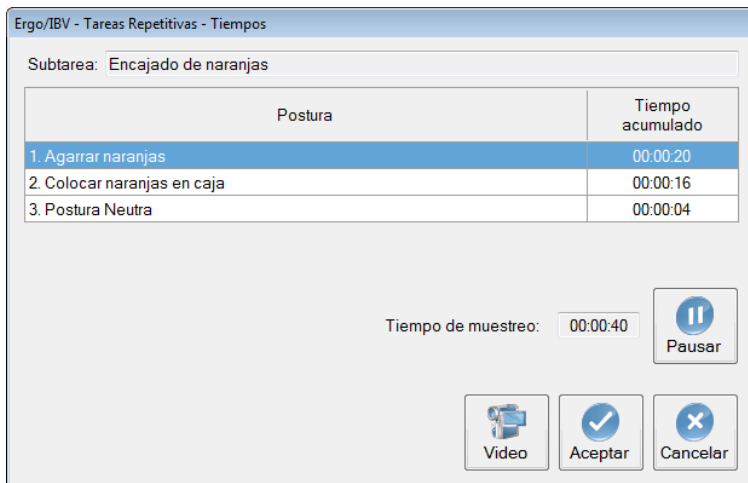 Ergo/IBV - Tareas Repetitivas - Tiempos
Subtarea: Encajado de naranjas
Postura
Tiempo
acumulado
1. Agarrar naranjas 00:00:20
2. Colocar naranjas en caja 00:00:16
3. Postura Neutra 00:00:04
Tiempo de muestreo: 00:00:40
Pausar
Video Aceptar Cancelar